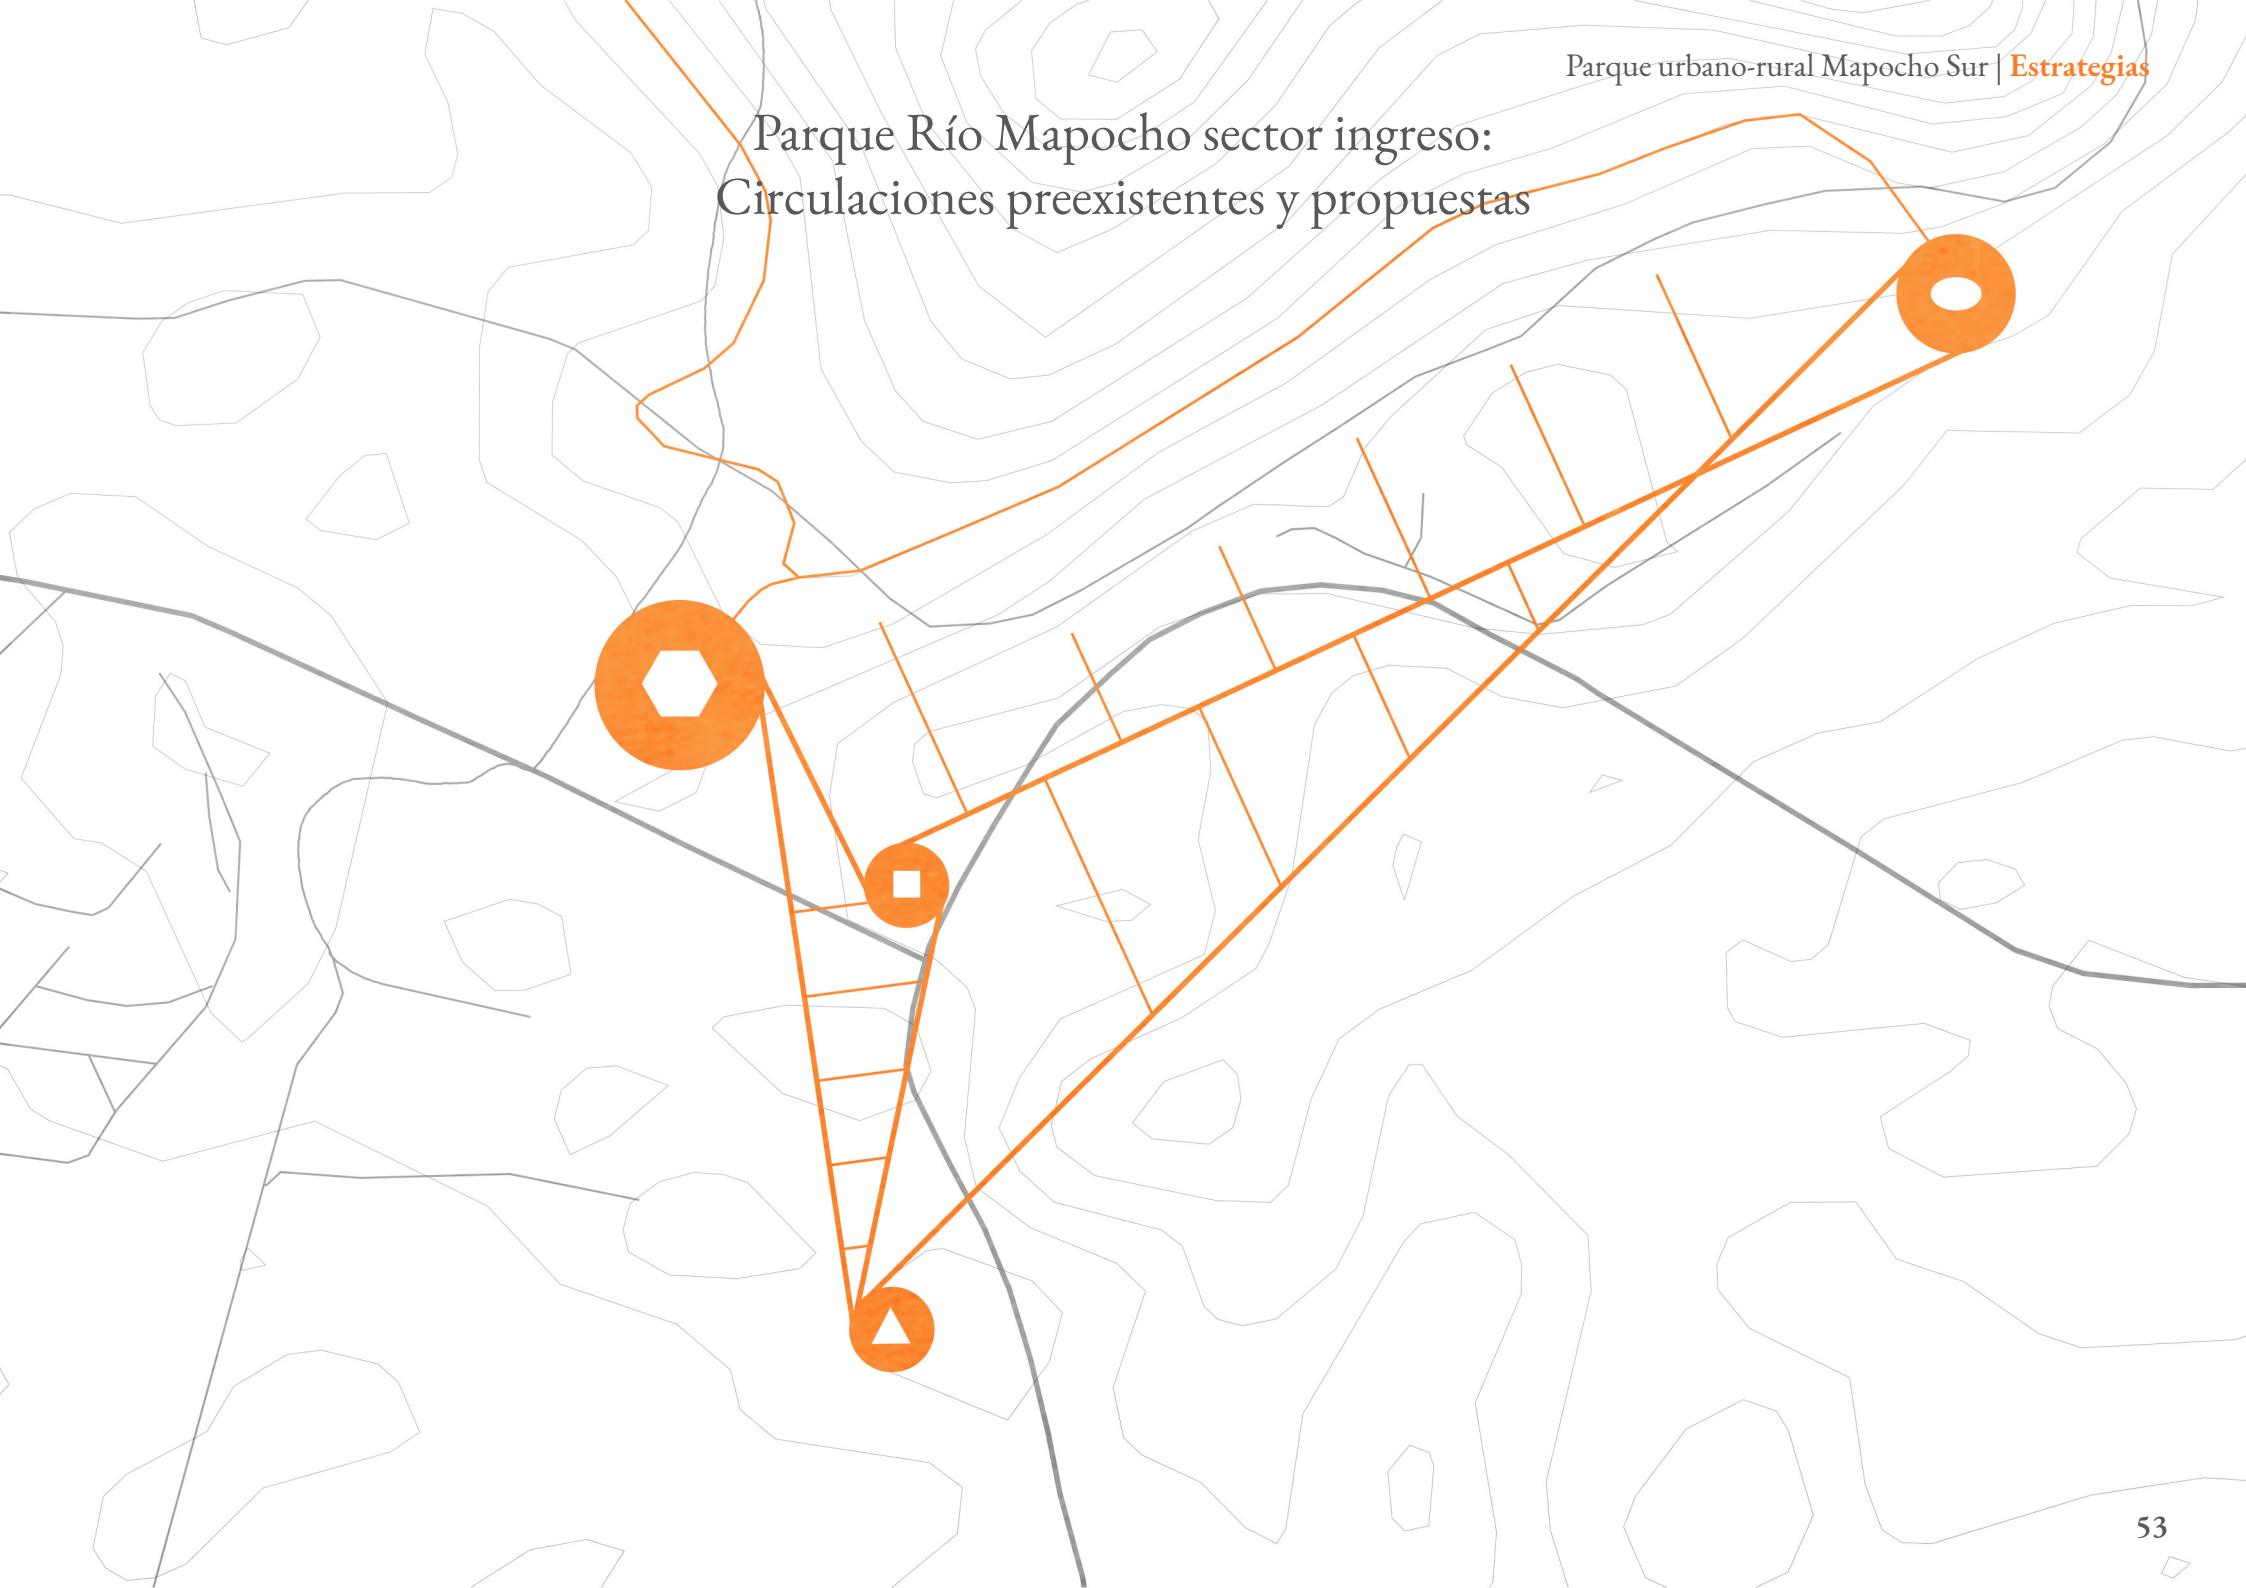 Parque urbano-rural Mapocho Sur | Estrategias
Parque Río Mapocho sector ingreso:
Circulaciones preexistentes y propuestas
53